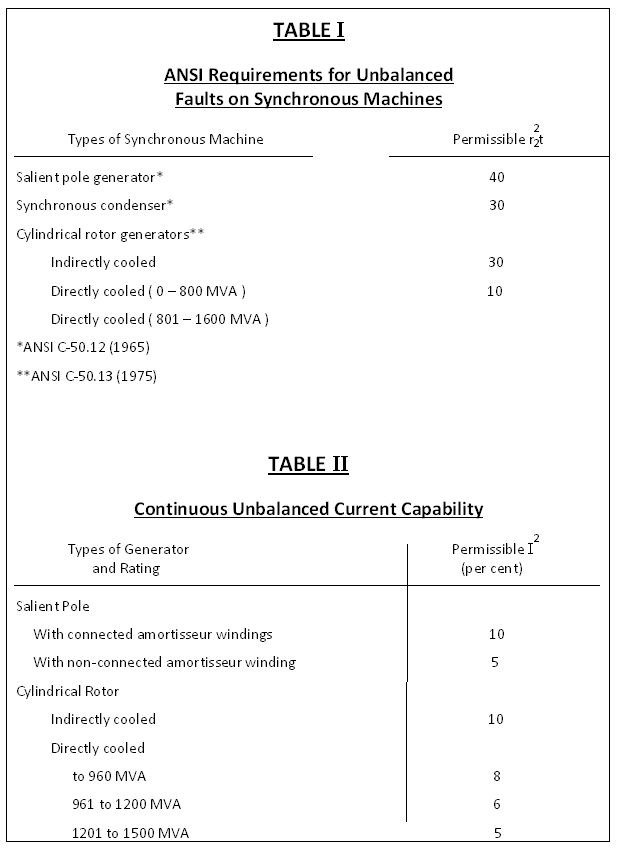 TABLE I
ANSI Requirements for Unbalanced
Faults on Synchronous Machines
Types of Synchronous Machine Permissible r₂²t
Salient pole generator* 40
Synchronous condenser* 30
Cylindrical rotor generators**
Indirectly cooled 30
Directly cooled ( 0 – 800 MVA ) 10
Directly cooled ( 801 – 1600 MVA )
*ANSI C-50.12 (1965)
**ANSI C-50.13 (1975)
TABLE II
Continuous Unbalanced Current Capability
Types of Generator Permissible I²
and Rating (per cent)
Salient Pole
With connected amortisseur windings 10
With non-connected amortisseur winding 5
Cylindrical Rotor
Indirectly cooled 10
Directly cooled
to 960 MVA 8
961 to 1200 MVA 6
1201 to 1500 MVA 5